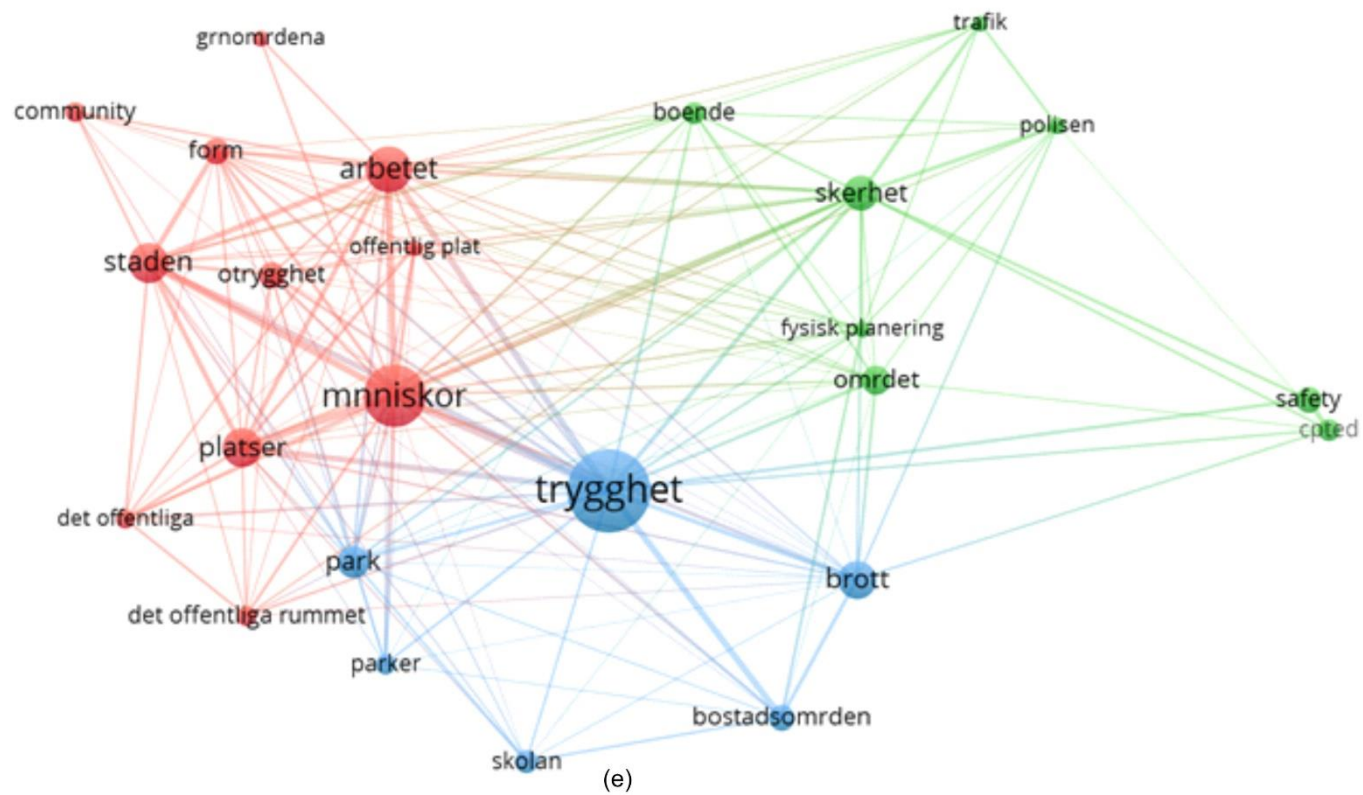 trafik
grnomrdena
community
boende
polisen
form
arbetet
skerhet
offentlig plat
staden
otrygghet
fysisk planering
omrdet
mnniskor
safety
cpted
platser
trygghet
det offentliga
park
brott
det offentliga rummet
parker
bostadsomrden
skolan
(e)